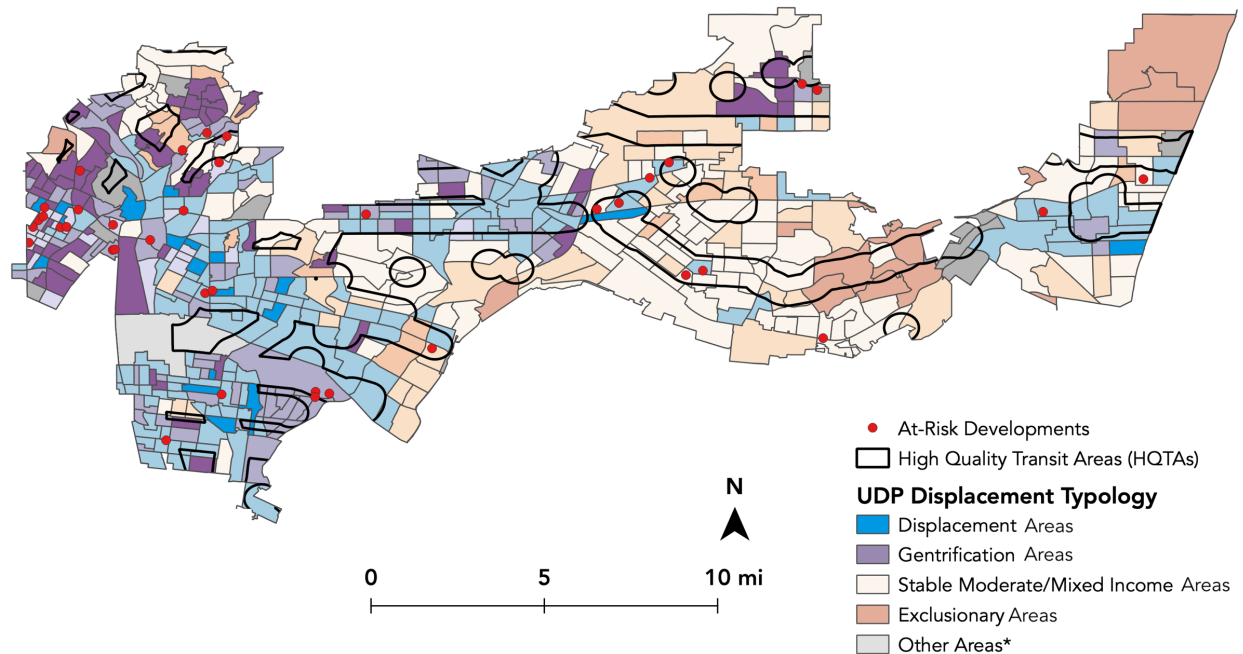 At-Risk Developments
High Quality Transit Areas (HQTAs)
UDP Displacement Typology
Displacement Areas
Gentrification Areas
Stable Moderate/Mixed Income Areas
Exclusionary Areas
Other Areas*
N
0 5 10 mi